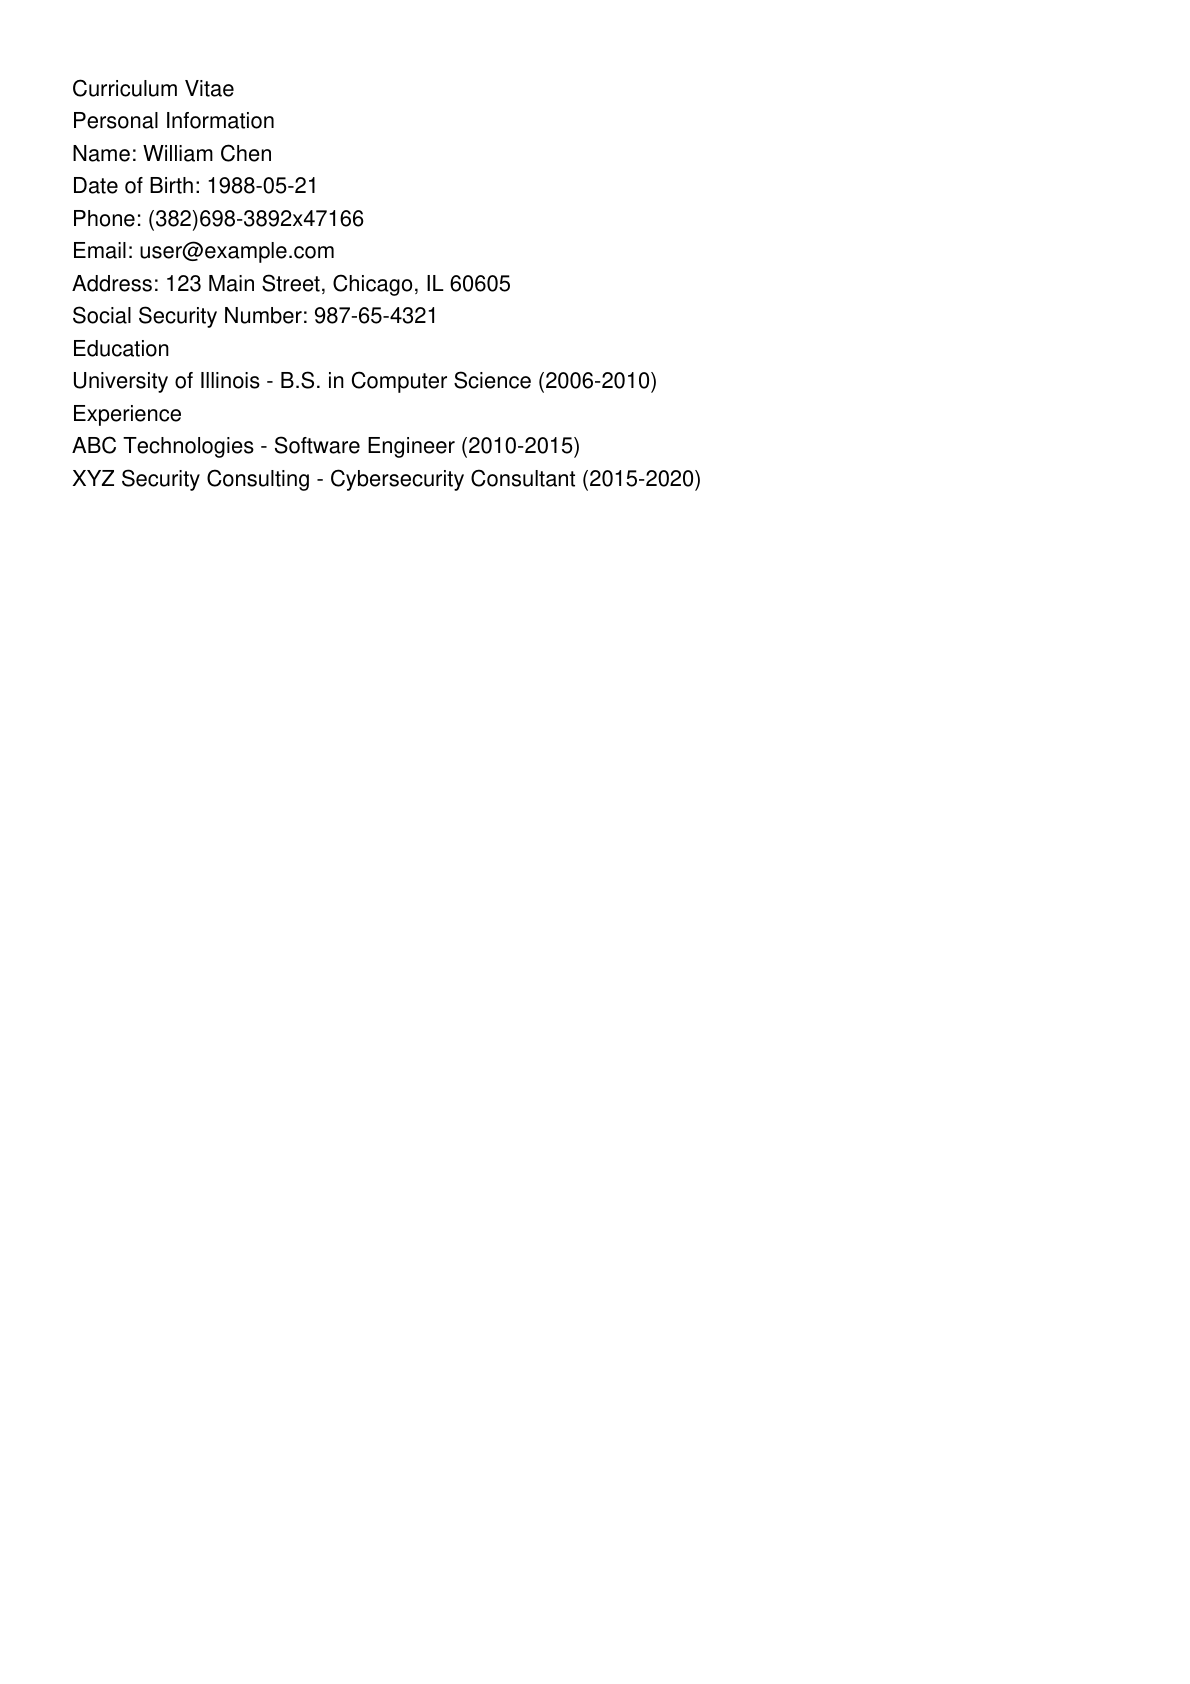 Curriculum Vitae
Personal Information
Name: William Chen
Date of Birth: 1988-05-21
Phone: (382)698-3892x47166
Email: user@example.com
Address: 123 Main Street, Chicago, IL 60605
Social Security Number: 987-65-4321
Education
University of Illinois - B.S. in Computer Science (2006-2010)
Experience
ABC Technologies - Software Engineer (2010-2015)
XYZ Security Consulting - Cybersecurity Consultant (2015-2020)